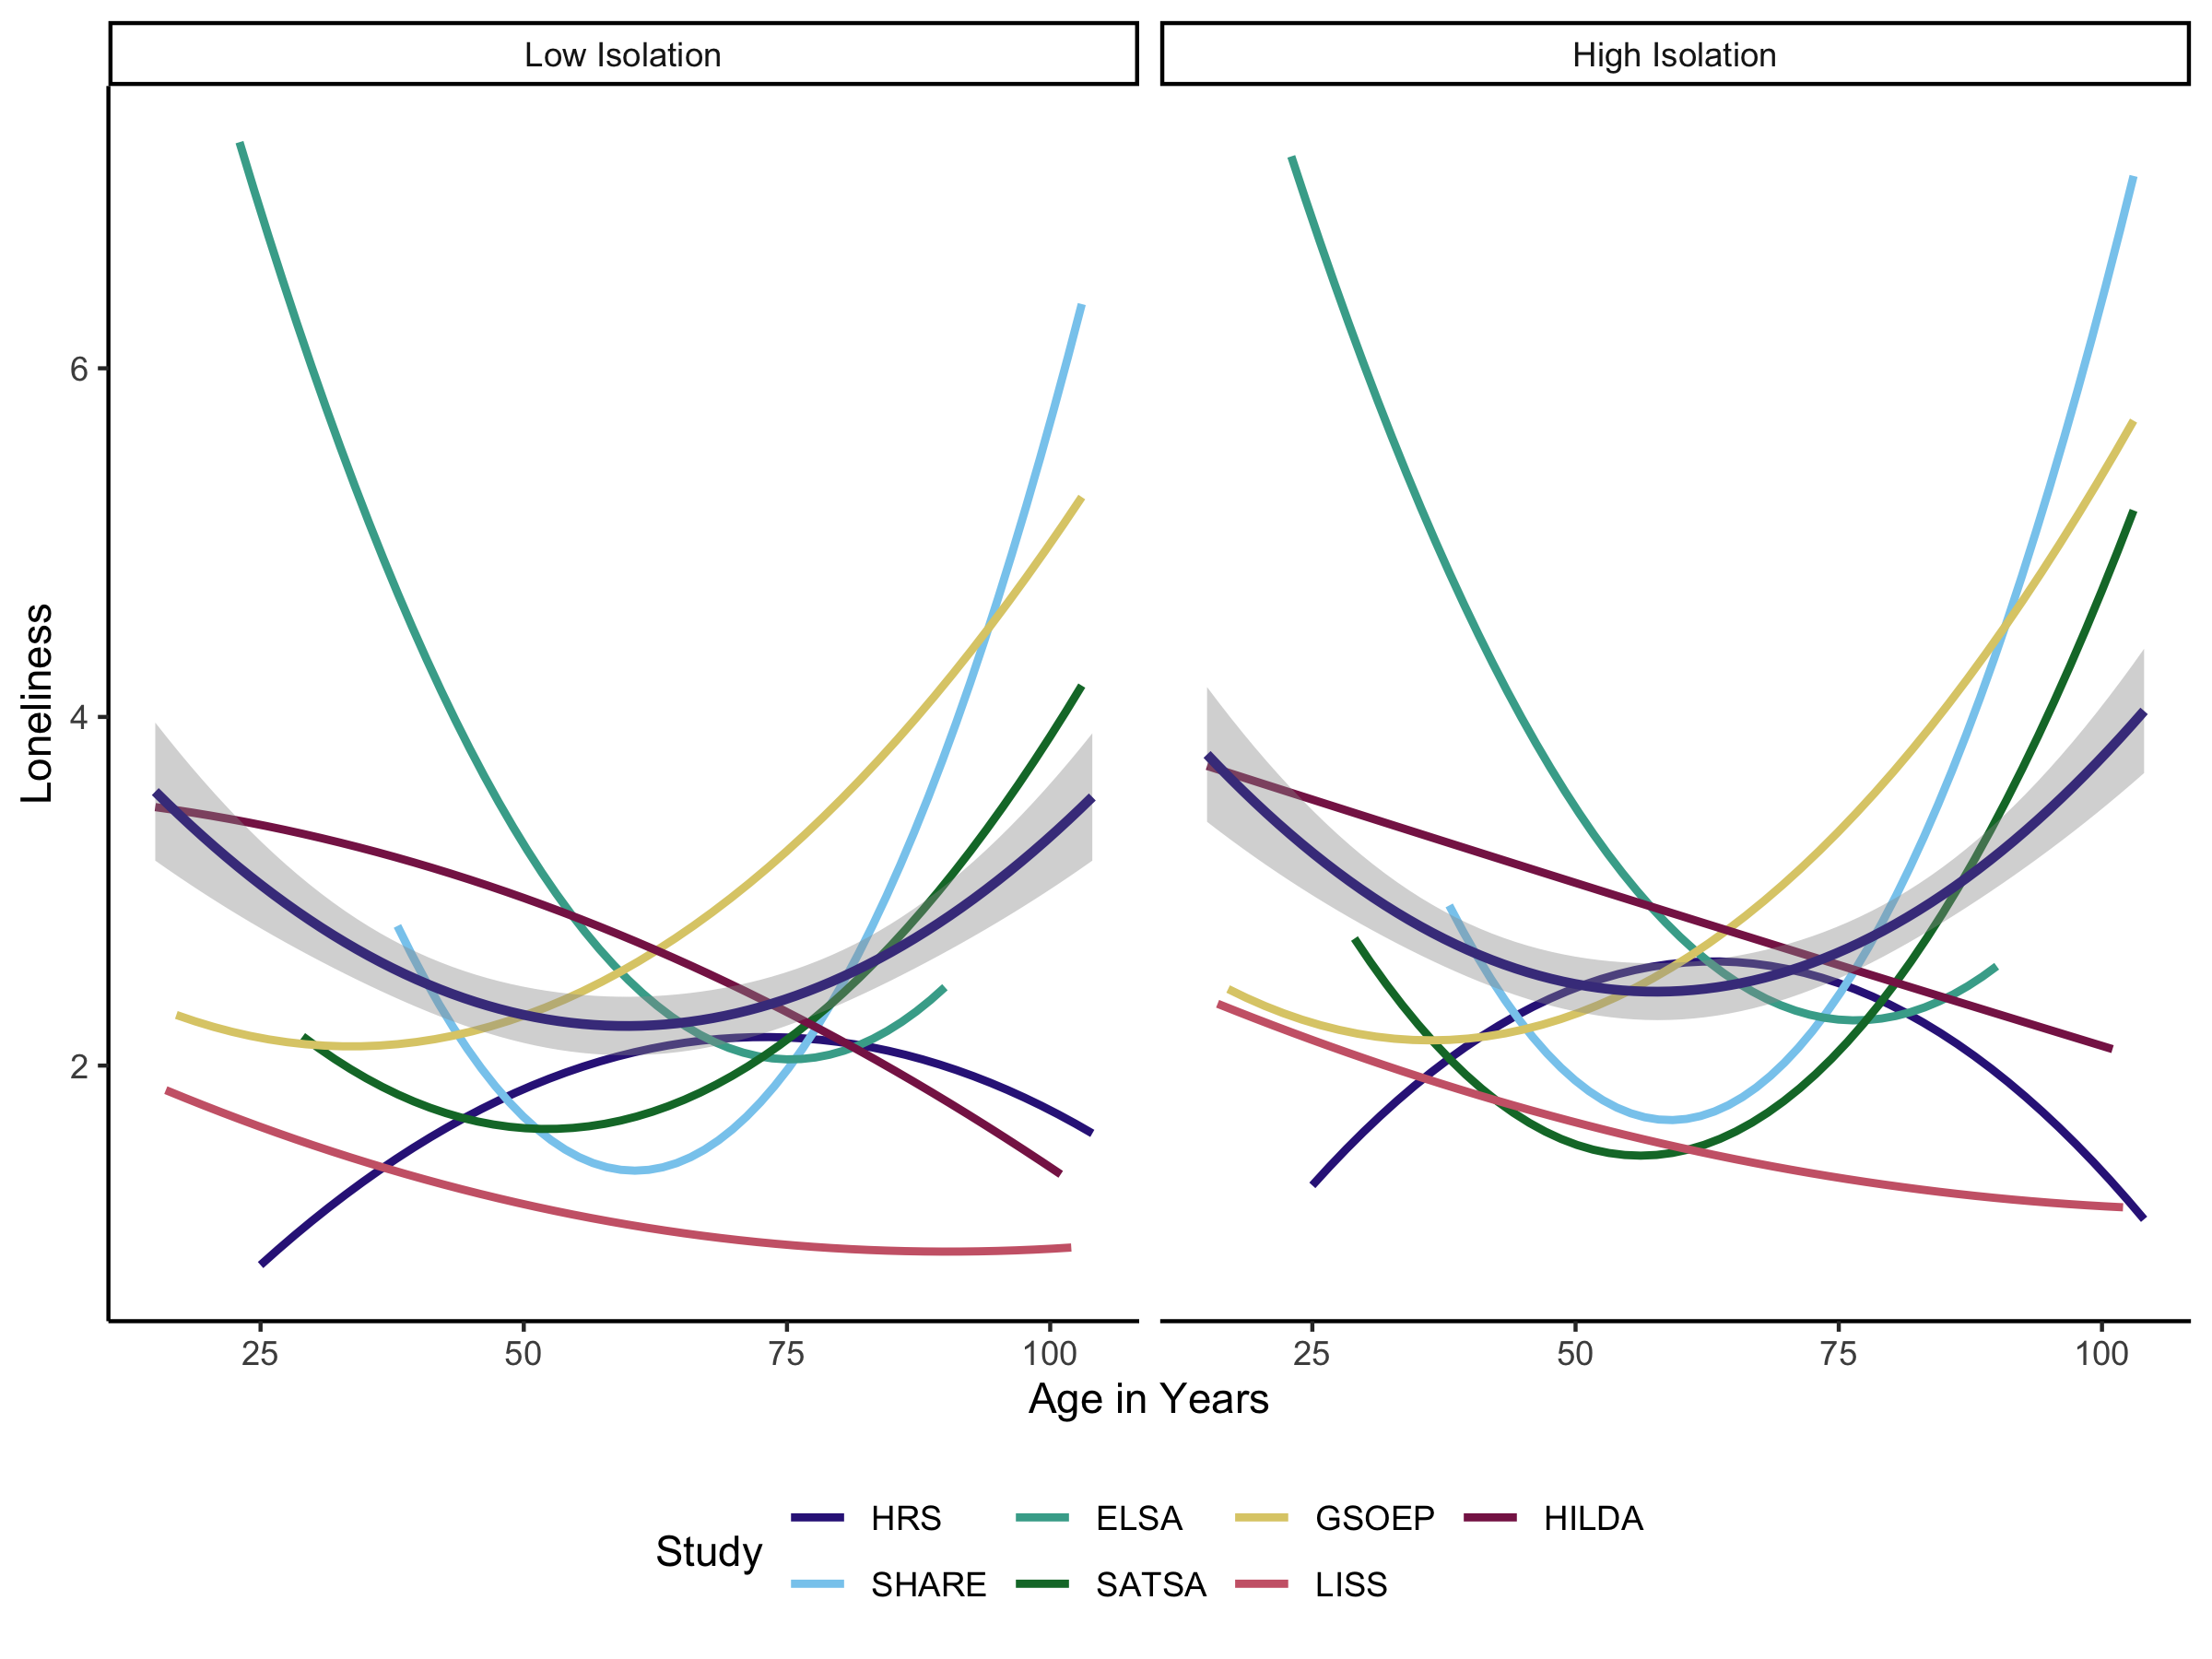 Low Isolation
High Isolation
Loneliness
6
4
2
25 50 75 100
25 50 75 100
Age in Years
Study
HRS ELSA GSOEP HILDA
SHARE SATSA LISS